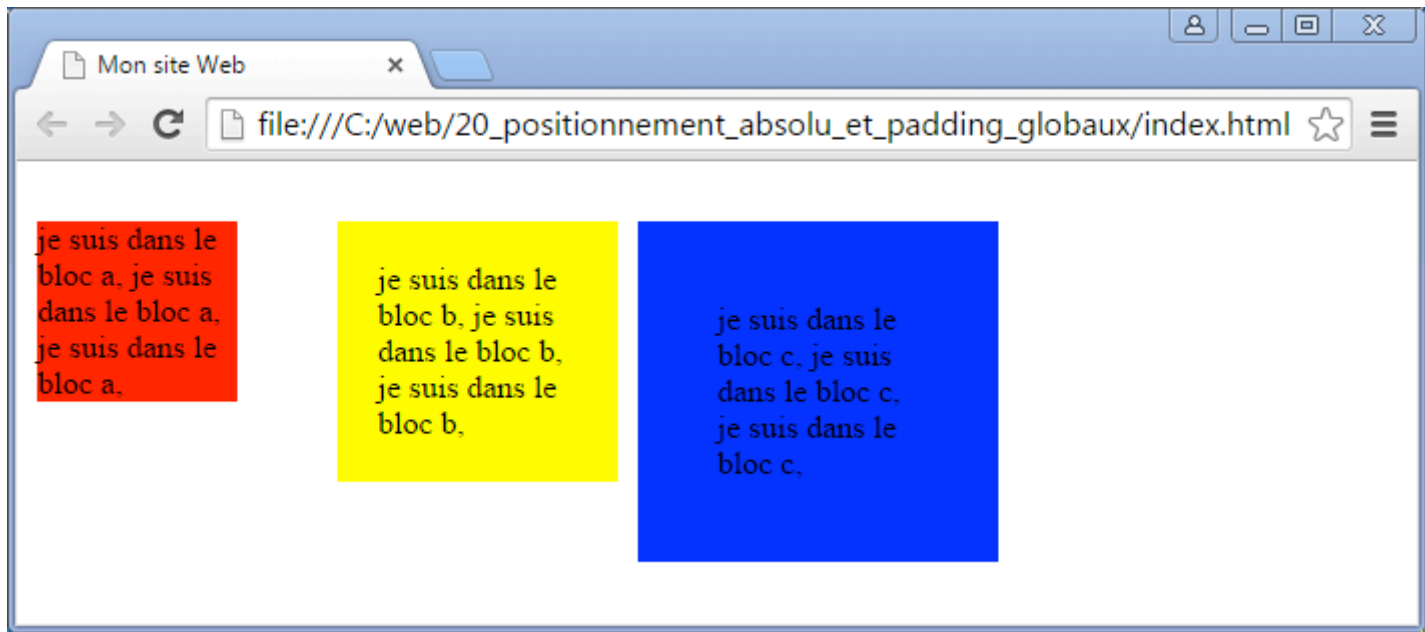 Mon site Web
file:///C:/web/20_positionnement_absolu_et_padding_globaux/index.html
je suis dans le
bloc a, je suis
dans le bloc a,
je suis dans le
bloc a,
je suis dans le
bloc b, je suis
dans le bloc b,
je suis dans le
bloc b,
je suis dans le
bloc c, je suis
dans le bloc c,
je suis dans le
bloc c,